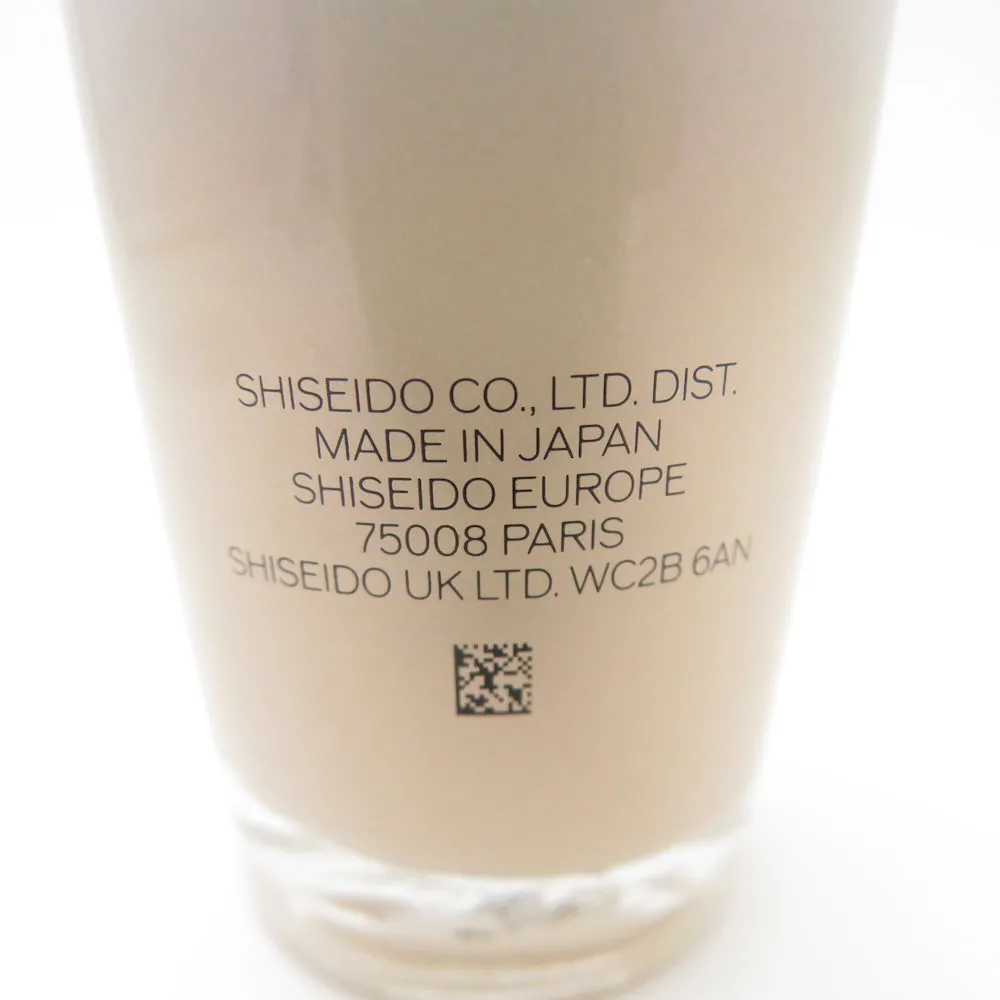 SHISEIDO CO., LTD. DIST.
MADE IN JAPAN
SHISEIDO EUROPE
75008 PARIS
SHISEIDO UK LTD. WC2B 6AN